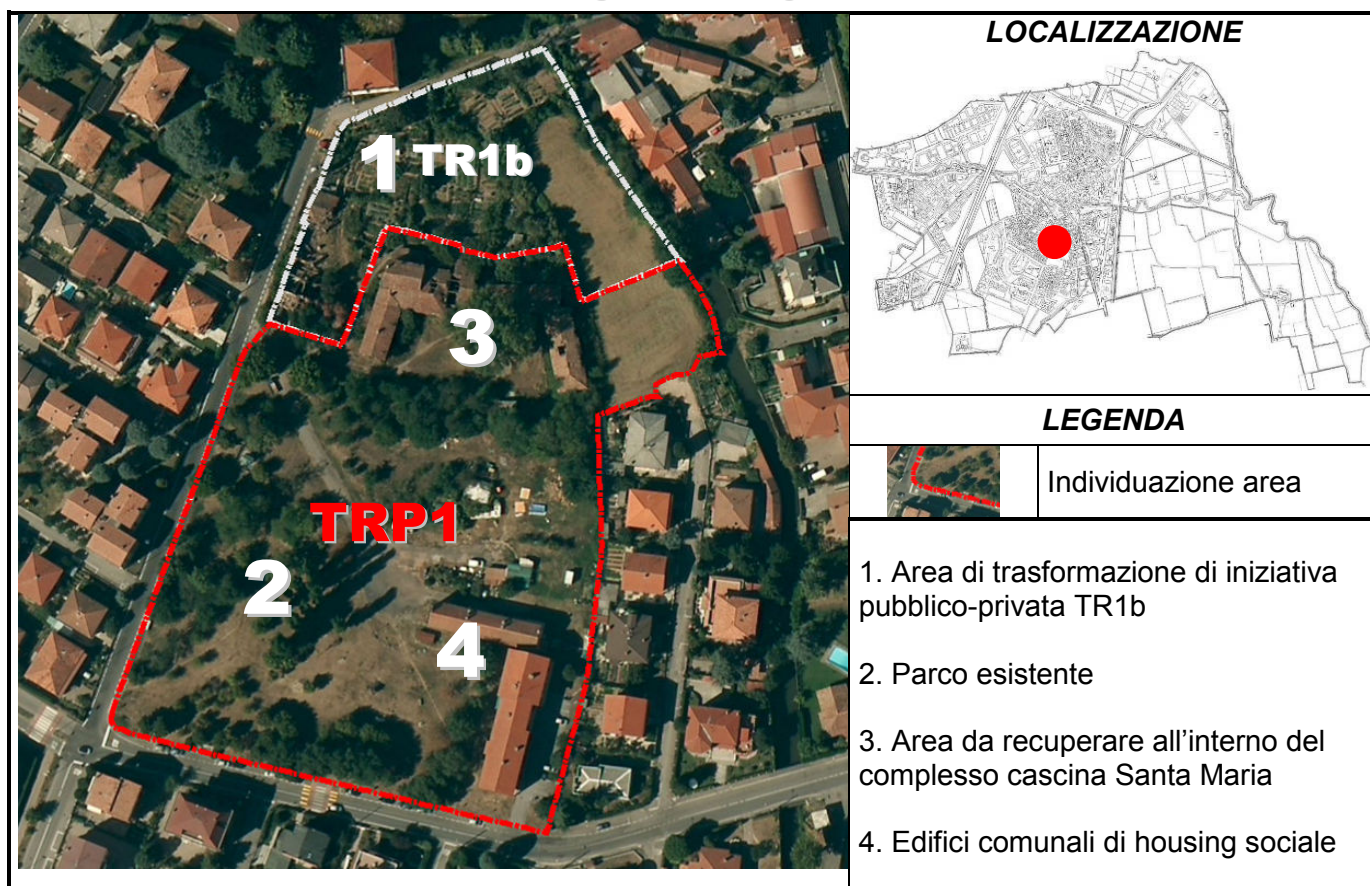 LOCALIZZAZIONE
1 TR1b
3
TRP1
2
4
LEGENDA
Individuazione area
1. Area di trasformazione di iniziativa
pubblico-privata TR1b
2. Parco esistente
3. Area da recuperare all'interno del
complesso cascina Santa Maria
4. Edifici comunali di housing sociale